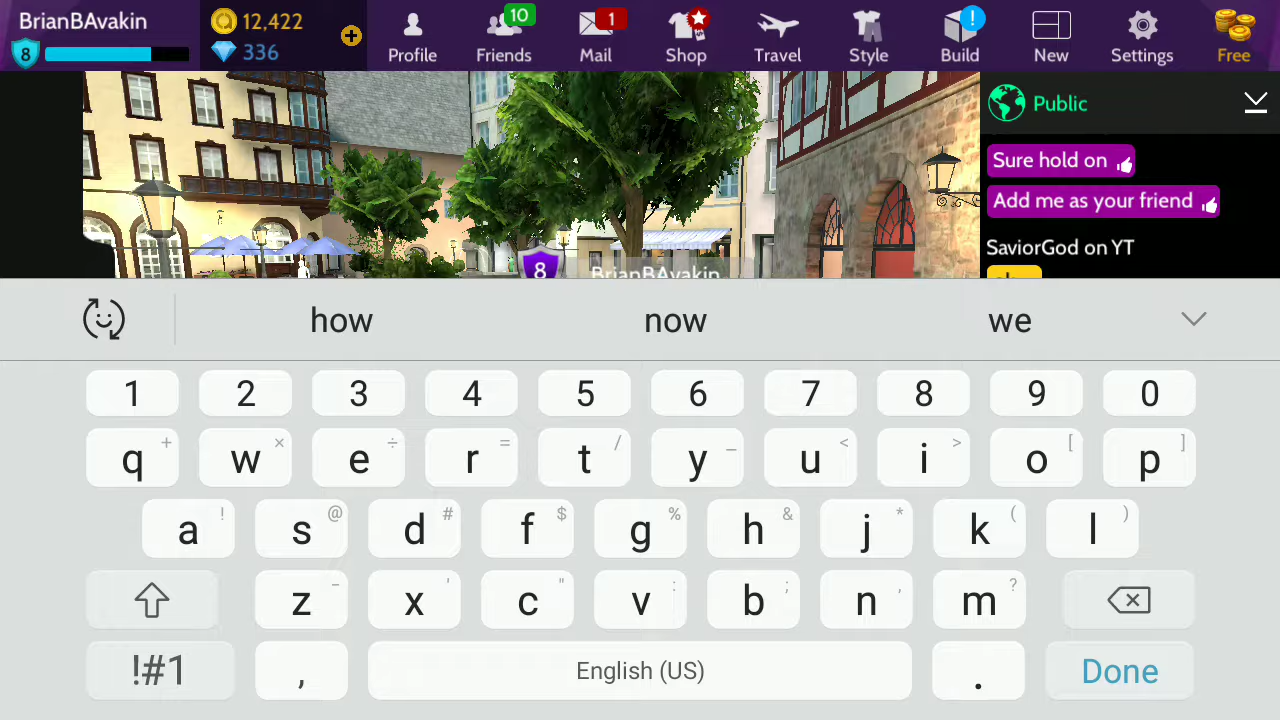 BrianBAvakin
8
12,422
336
Profile
10
Friends
1
Mail
Shop
Travel
Style
!
Build
New
Settings
Free
Public
Sure hold on
Add me as your friend
SaviorGod on YT
8
BrianBAvakin
how now we
1 2 3 4 5 6 7 8 9 0
q + w × e ÷ r = t / y _ u < i > o [ p ]
a ! s @ d # f $ g % h & j * k ( l )
z - x ' c " v : b ; n , m ?
!#1 , English (US) . Done